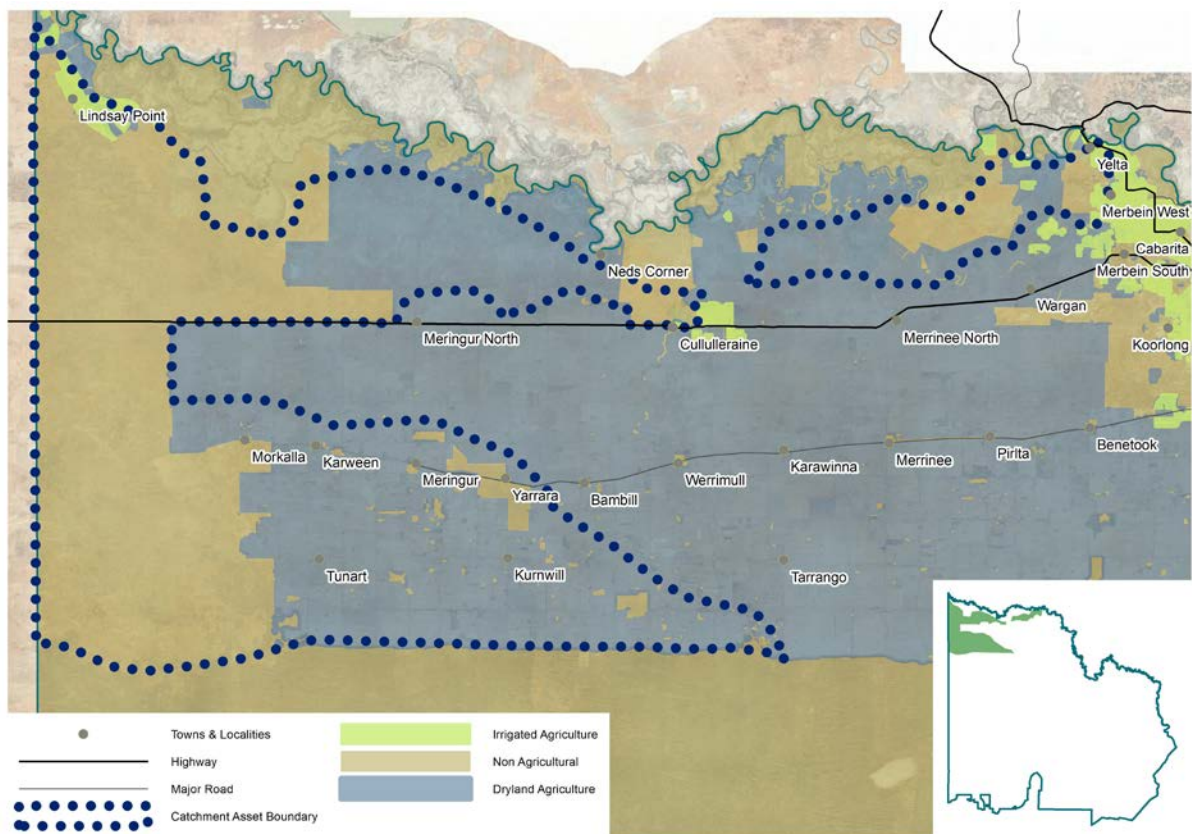 Lindsay Point
Yelta
Merbein West
Cabarita
Neds Corner
Merbein South
Wargan
Meringur North
Cullulleraine
Merrinee North
Koorlong
Morkalla
Karween
Meringur
Yarrara
Bambill
Werrimull
Karawinna
Merrinee
Pirlta
Benetook
Tunart
Kurnwill
Tarrango
Towns & Localities
Highway
Major Road
Catchment Asset Boundary
Irrigated Agriculture
Non Agricultural
Dryland Agriculture